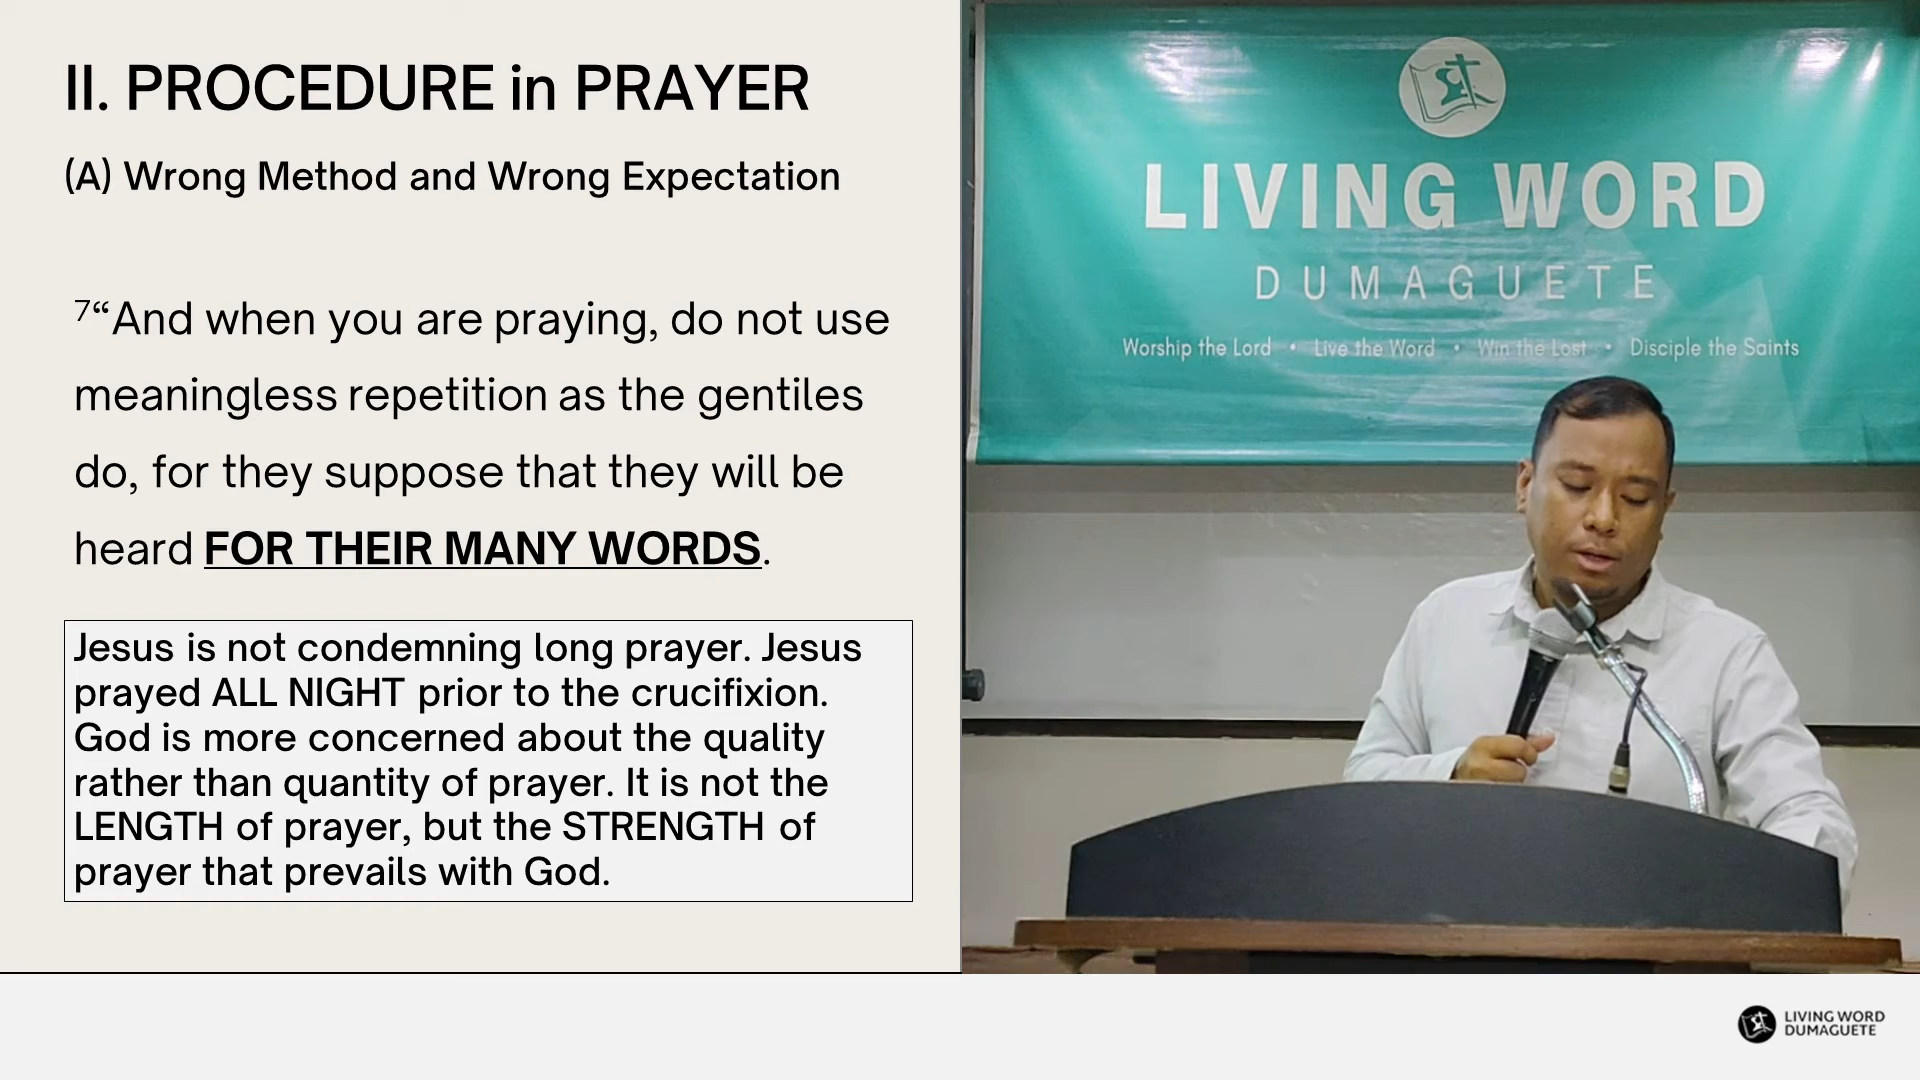 II. PROCEDURE in PRAYER
(A) Wrong Method and Wrong Expectation
7“And when you are praying, do not use
meaningless repetition as the gentiles
do, for they suppose that they will be
heard FOR THEIR MANY WORDS.
Jesus is not condemning long prayer. Jesus
prayed ALL NIGHT prior to the crucifixion.
God is more concerned about the quality
rather than quantity of prayer. It is not the
LENGTH of prayer, but the STRENGTH of
prayer that prevails with God.
LIVING WORD
DUMAGUETE
Worship the Lord • Live the Word • Win the Lost • Disciple the Saints
LIVING WORD
DUMAGUETE